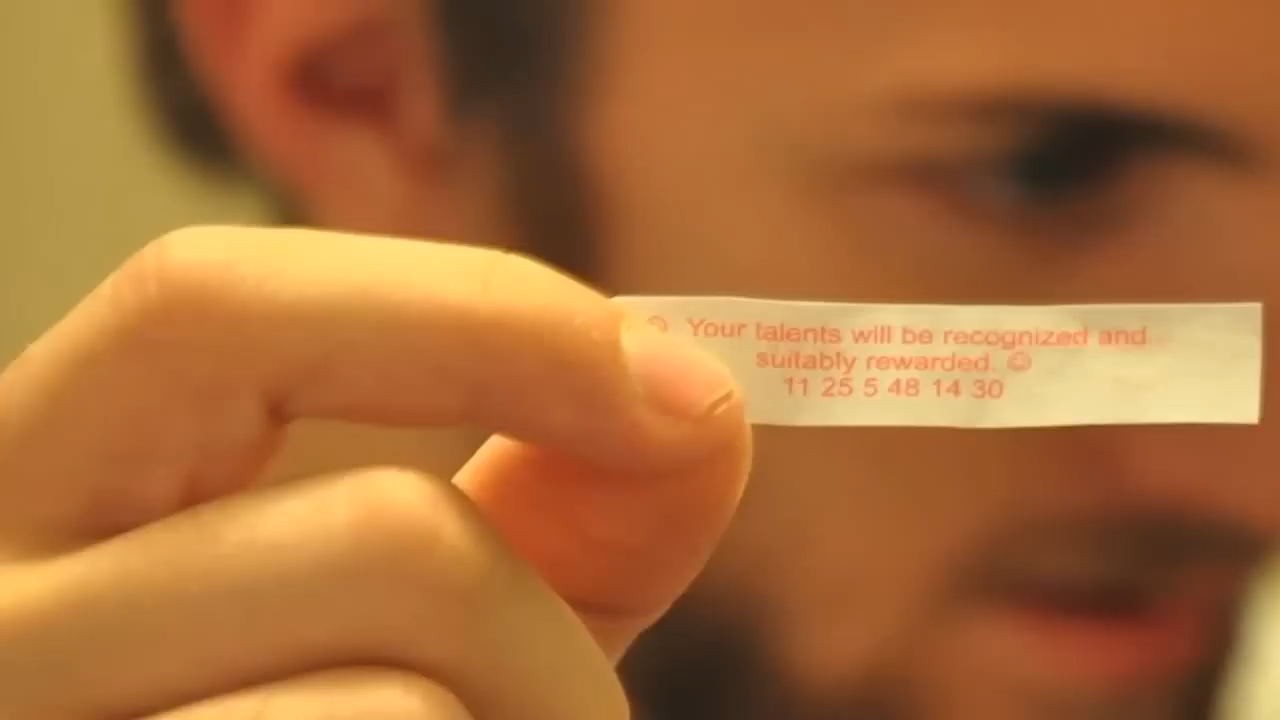 ☺ Your talents will be recognized and
suitably rewarded. ☺
11 25 5 48 14 30